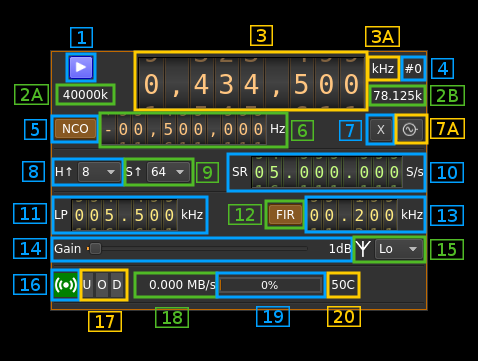 1 3 3A
0,434,500 kHz #0 4
2A 40000k 78.125k 2B
5 NCO -00,500,000 Hz 6 7 X 7A
8 H↑ 8 S↑ 64 9 SR 05.000.000 S/s 10
11 LP 005.500 kHz 12 FIR 00.200 kHz 13
14 Gain 1dB Lo 15
16 U O D 0.000 MB/s 0% 50C
17 18 19 20